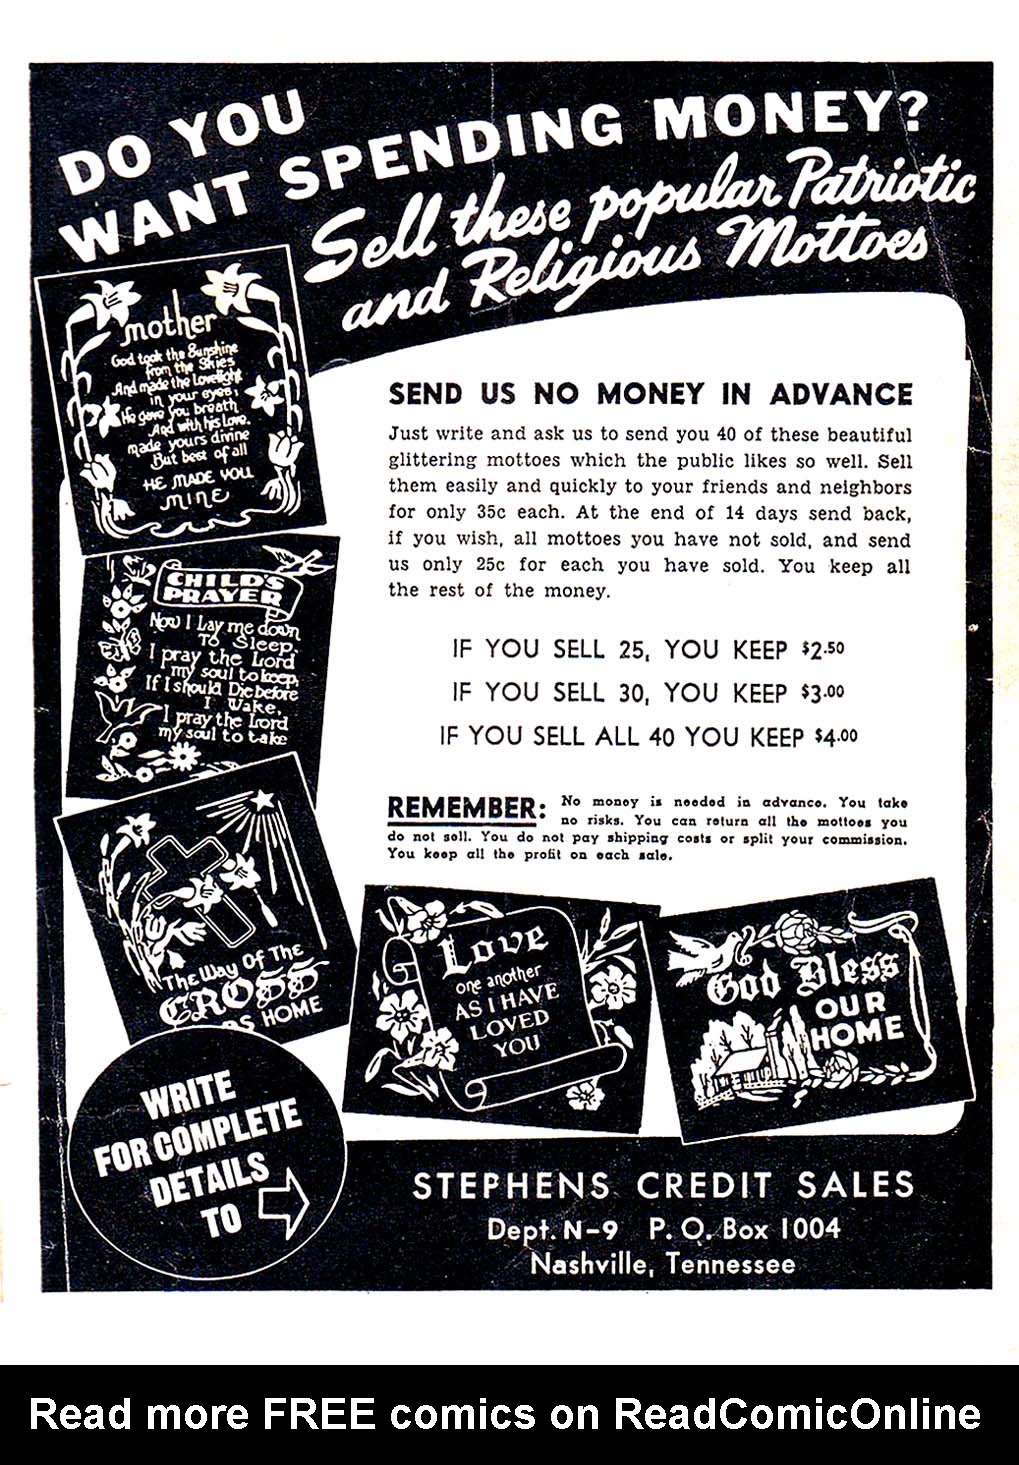 DO YOU
WANT SPENDING MONEY?
Sell these popular Patriotic
and Religious Mottoes
mother
God took the Sunshine
from the Skies
And made the Lovelight
in your eyes,
He gave you breath
And with his Love.
made yours divine
But best of all
HE MADE YOU
MINE
SEND US NO MONEY IN ADVANCE
Just write and ask us to send you 40 of these beautiful
glittering mottoes which the public likes so well. Sell
them easily and quickly to your friends and neighbors
for only 35c each. At the end of 14 days send back,
if you wish, all mottoes you have not sold, and send
us only 25c for each you have sold. You keep all
the rest of the money.
CHILD'S
PRAYER
Now I Lay me down
To Sleep,
I pray the Lord
my soul to keep,
If I should Die before
I Wake,
I pray the Lord
my soul to take
IF YOU SELL 25, YOU KEEP $2.50
IF YOU SELL 30, YOU KEEP $3.00
IF YOU SELL ALL 40 YOU KEEP $4.00
REMEMBER: No money is needed in advance. You take
no risks. You can return all the mottoes you
do not sell. You do not pay shipping costs or split your commission.
You keep all the profit on each sale.
The Way Of The
CROSS
HOME
Love
one another
AS I HAVE
LOVED
YOU
God Bless
OUR
HOME
WRITE
FOR COMPLETE
DETAILS
TO
STEPHENS CREDIT SALES
Dept. N-9 P. O. Box 1004
Nashville, Tennessee
Read more FREE comics on ReadComicOnline